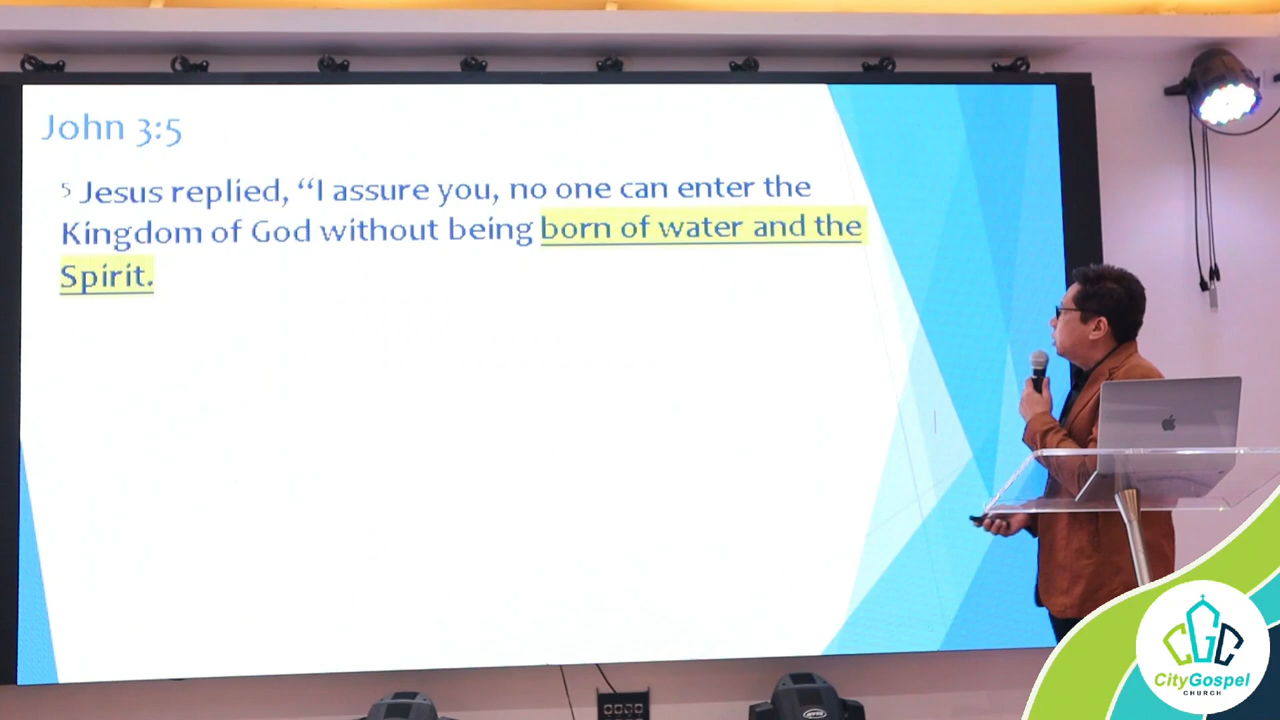 John 3:5
5 Jesus replied, “I assure you, no one can enter the
Kingdom of God without being born of water and the
Spirit.
CGC
CityGospel
CHURCH